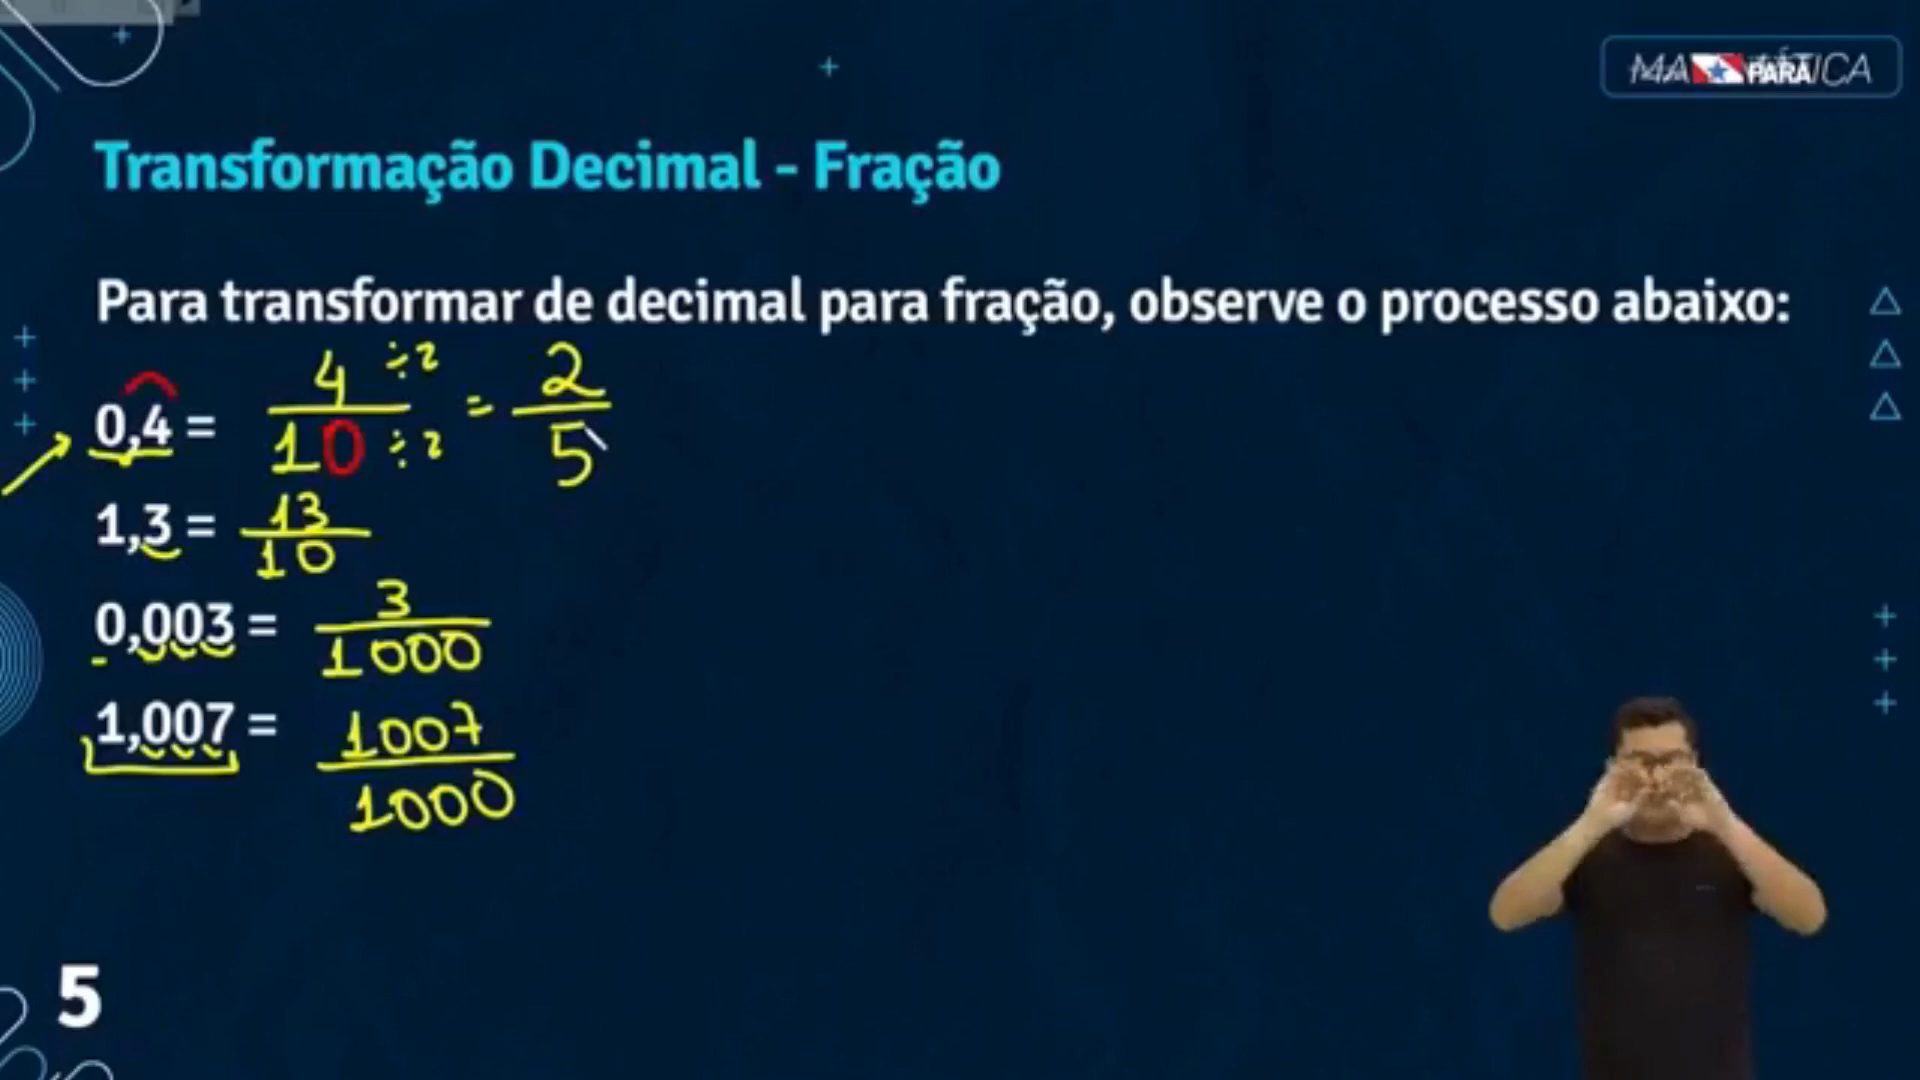 PARÁ
Transformação Decimal - Fração
Para transformar de decimal para fração, observe o processo abaixo:
0,4 = 4/10 ÷2 ÷2 = 2/5
1,3 = 13/10
0,003 = 3/1000
1,007 = 1007/1000
5